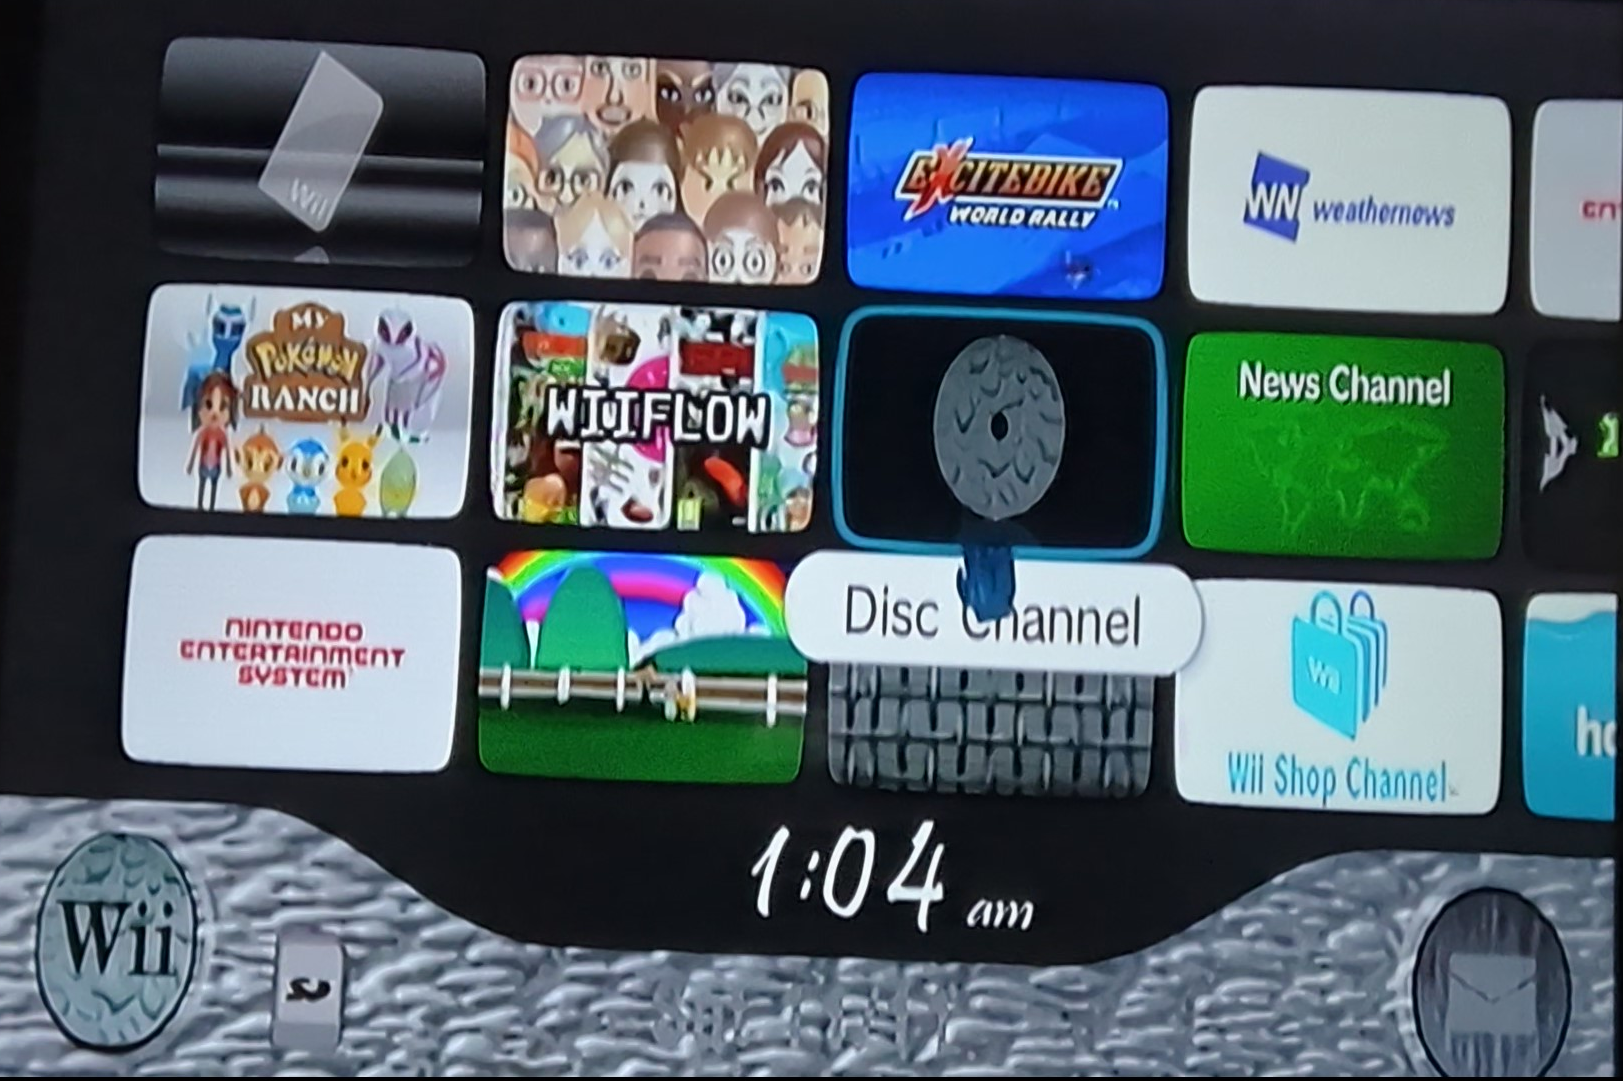 Wii
EXCITEBIKE
WORLD RALLY
WN weathernews
MY
Pokémon
RANCH
WIIFLOW
News Channel
NINTENDO
ENTERTAINMENT
SYSTEM
Disc Channel
Wii
Wii Shop Channel
1:04 am
Wii